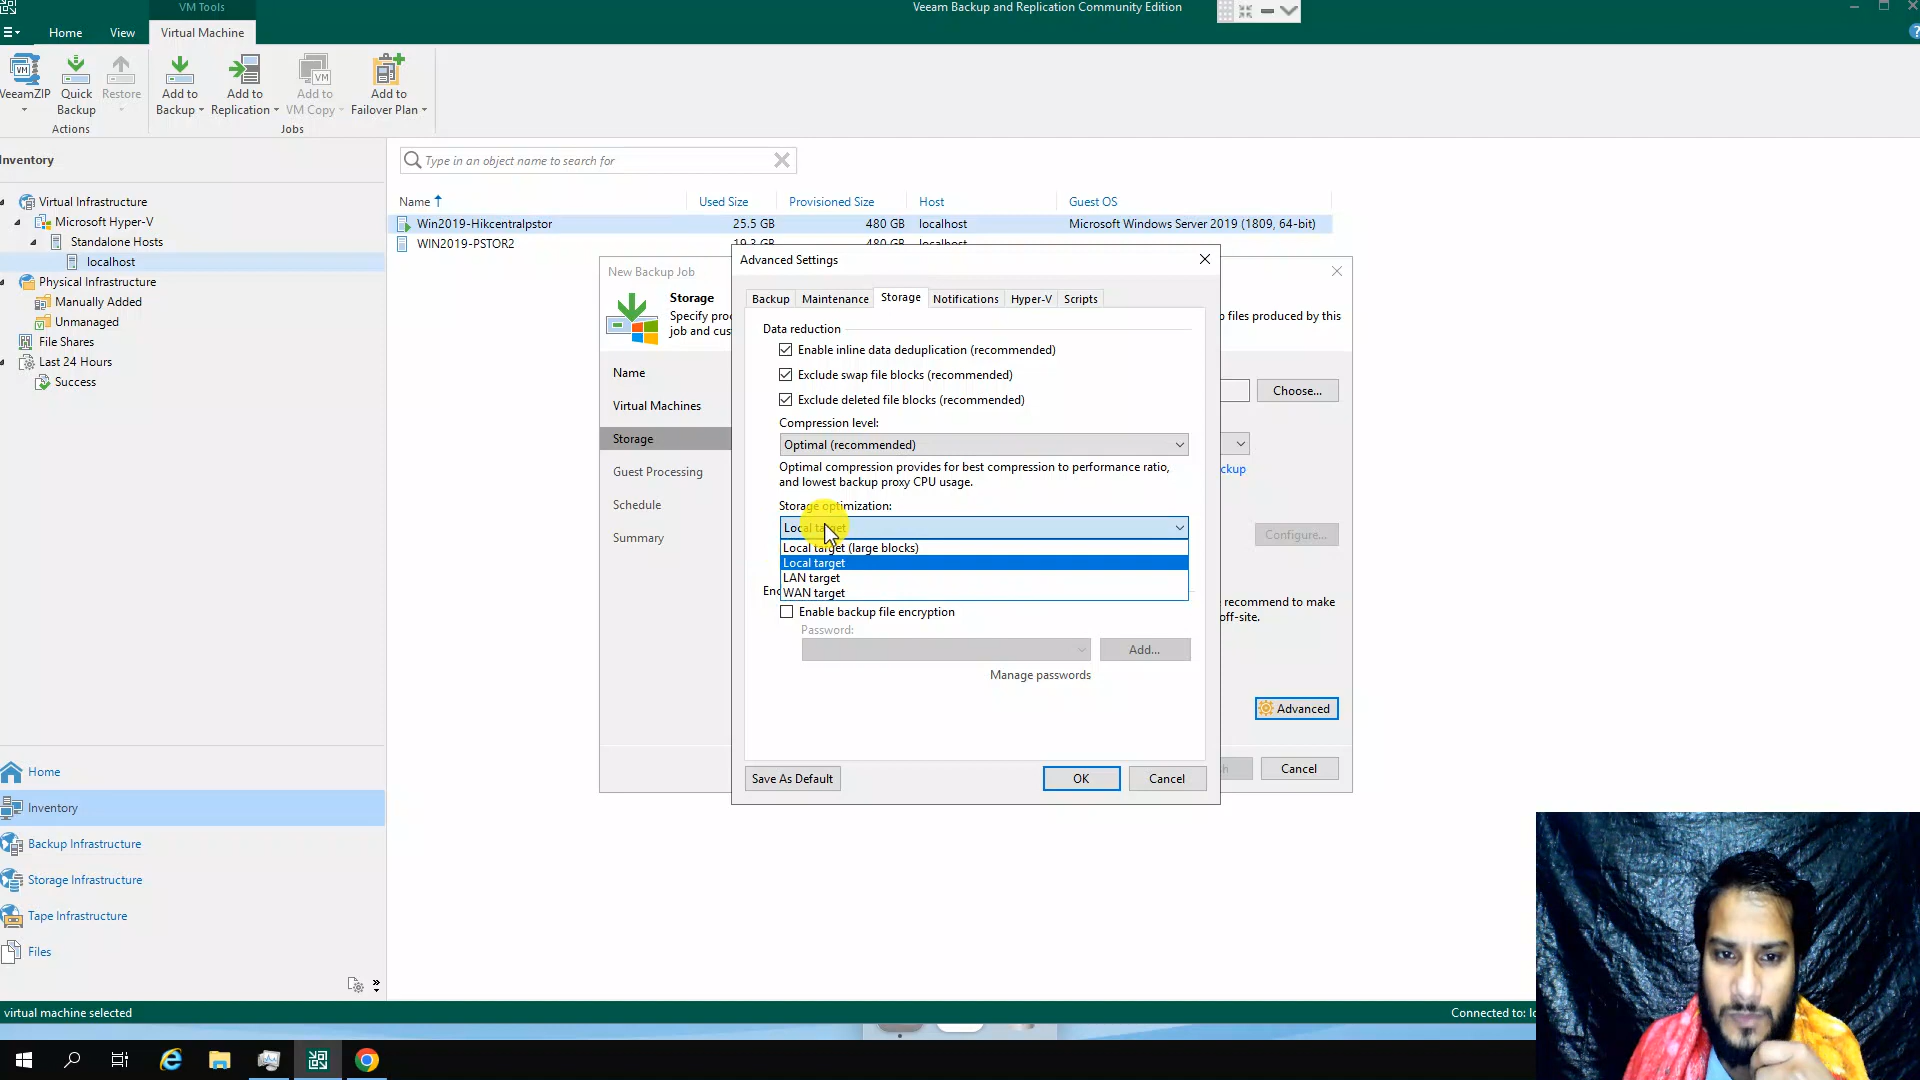 VM Tools
Veeam Backup and Replication Community Edition
Home
View
Virtual Machine
VeeamZIP
Quick
Backup
Restore
Add to
Backup
Add to
Replication
Add to
VM Copy
Add to
Failover Plan
Actions
Jobs
Inventory
Virtual Infrastructure
Microsoft Hyper-V
Standalone Hosts
localhost
Physical Infrastructure
Manually Added
Unmanaged
File Shares
Last 24 Hours
Success
Type in an object name to search for
Name
Used Size
Provisioned Size
Host
Guest OS
Win2019-Hikcentralpstor
25.5 GB
480 GB
localhost
Microsoft Windows Server 2019 (1809, 64-bit)
WIN2019-PSTOR2
19.3 GB
480 GB
localhost
New Backup Job
Storage
Specify pro
job and cus
p files produced by this
Name
Virtual Machines
Storage
Guest Processing
Schedule
Summary
Choose...
ckup
Configure...
recommend to make
off-site.
Advanced
Cancel
Advanced Settings
Backup
Maintenance
Storage
Notifications
Hyper-V
Scripts
Data reduction
Enable inline data deduplication (recommended)
Exclude swap file blocks (recommended)
Exclude deleted file blocks (recommended)
Compression level:
Optimal (recommended)
Optimal compression provides for best compression to performance ratio,
and lowest backup proxy CPU usage.
Storage optimization:
Local target
Local target (large blocks)
Local target
LAN target
WAN target
Enable backup file encryption
Password:
Add...
Manage passwords
Save As Default
OK
Cancel
Home
Inventory
Backup Infrastructure
Storage Infrastructure
Tape Infrastructure
Files
virtual machine selected
Connected to: lo